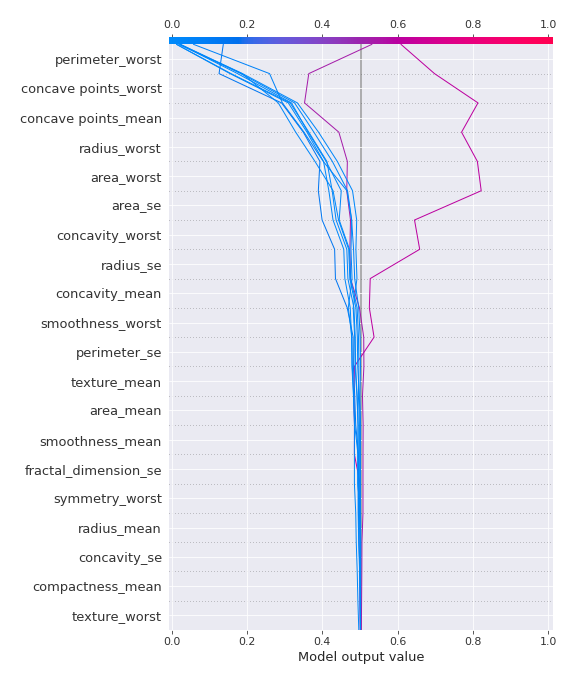 0.0 0.2 0.4 0.6 0.8 1.0
perimeter_worst
concave points_worst
concave points_mean
radius_worst
area_worst
area_se
concavity_worst
radius_se
concavity_mean
smoothness_worst
perimeter_se
texture_mean
area_mean
smoothness_mean
fractal_dimension_se
symmetry_worst
radius_mean
concavity_se
compactness_mean
texture_worst
0.0 0.2 0.4 0.6 0.8 1.0
Model output value